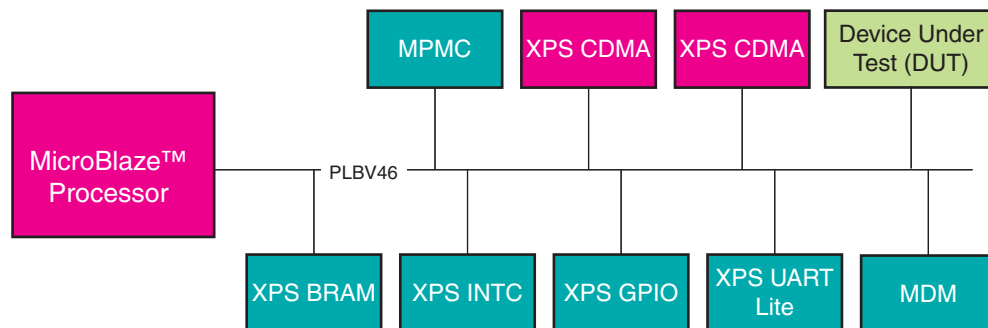 MPMC
XPS CDMA
XPS CDMA
Device Under
Test (DUT)
MicroBlaze™
Processor
PLBV46
XPS BRAM
XPS INTC
XPS GPIO
XPS UART
Lite
MDM